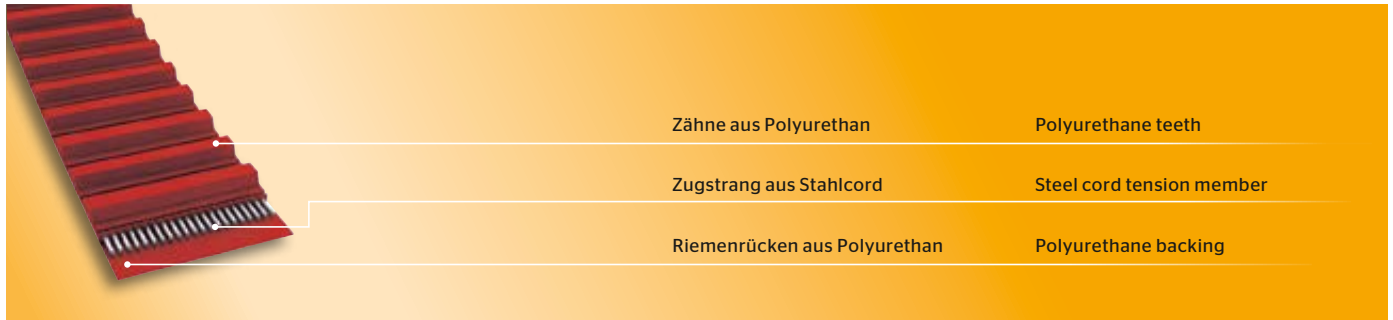 Zähne aus Polyurethan Polyurethane teeth
Zugstrang aus Stahlcord Steel cord tension member
Riemenrücken aus Polyurethan Polyurethane backing